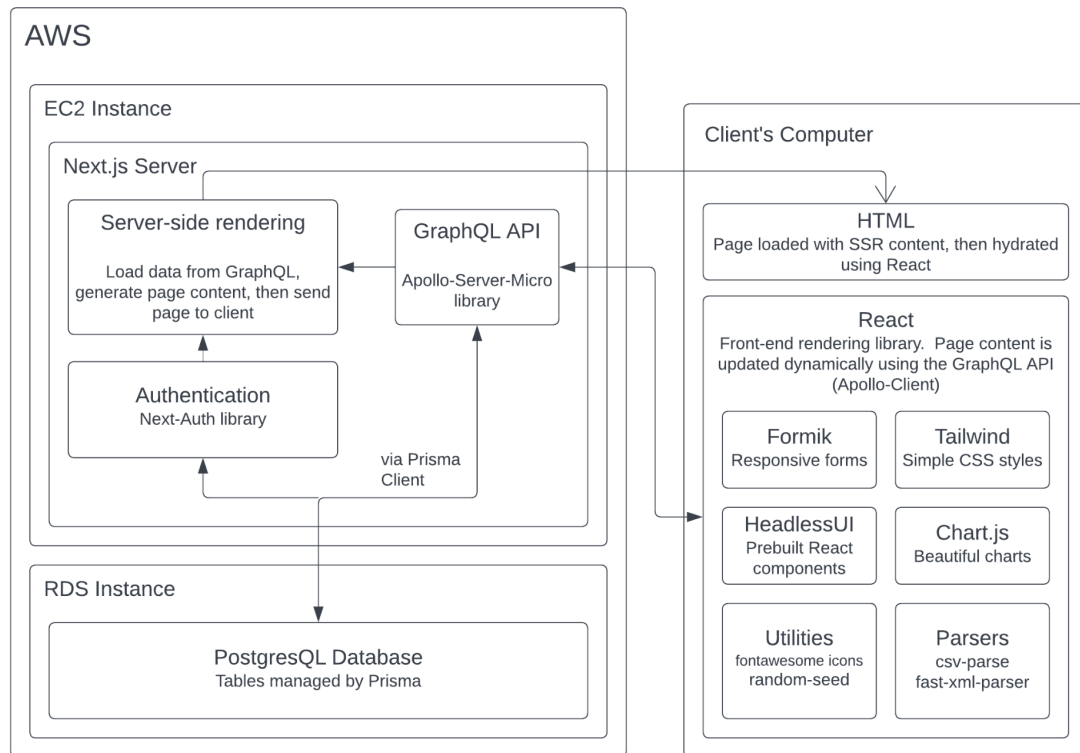 AWS
EC2 Instance
Next.js Server
Server-side rendering
Load data from GraphQL,
generate page content, then send
page to client
GraphQL API
Apollo-Server-Micro
library
Authentication
Next-Auth library
via Prisma
Client
RDS Instance
PostgresQL Database
Tables managed by Prisma
Client's Computer
HTML
Page loaded with SSR content, then hydrated
using React
React
Front-end rendering library.  Page content is
updated dynamically using the GraphQL API
(Apollo-Client)
Formik
Responsive forms
Tailwind
Simple CSS styles
HeadlessUI
Prebuilt React
components
Chart.js
Beautiful charts
Utilities
fontawesome icons
random-seed
Parsers
csv-parse
fast-xml-parser